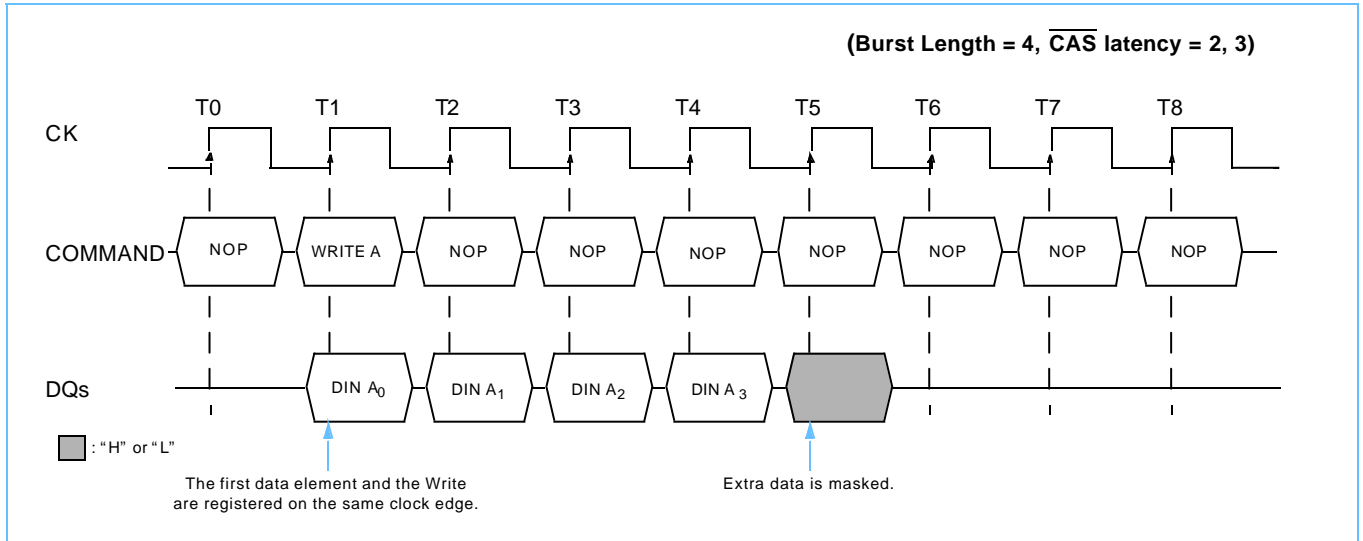 (Burst Length = 4, CAS latency = 2, 3)
T0 T1 T2 T3 T4 T5 T6 T7 T8
CK
COMMAND NOP WRITE A NOP NOP NOP NOP NOP NOP NOP
DQs DIN A0 DIN A1 DIN A2 DIN A3
: “H” or “L”
The first data element and the Write
are registered on the same clock edge.
Extra data is masked.